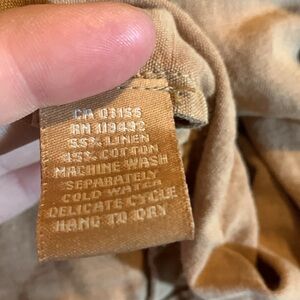 CA 03155
RN 119492
55% LINEN
45% COTTON
MACHINE WASH
SEPARATELY
COLD WATER
DELICATE CYCLE
HANG TO DRY